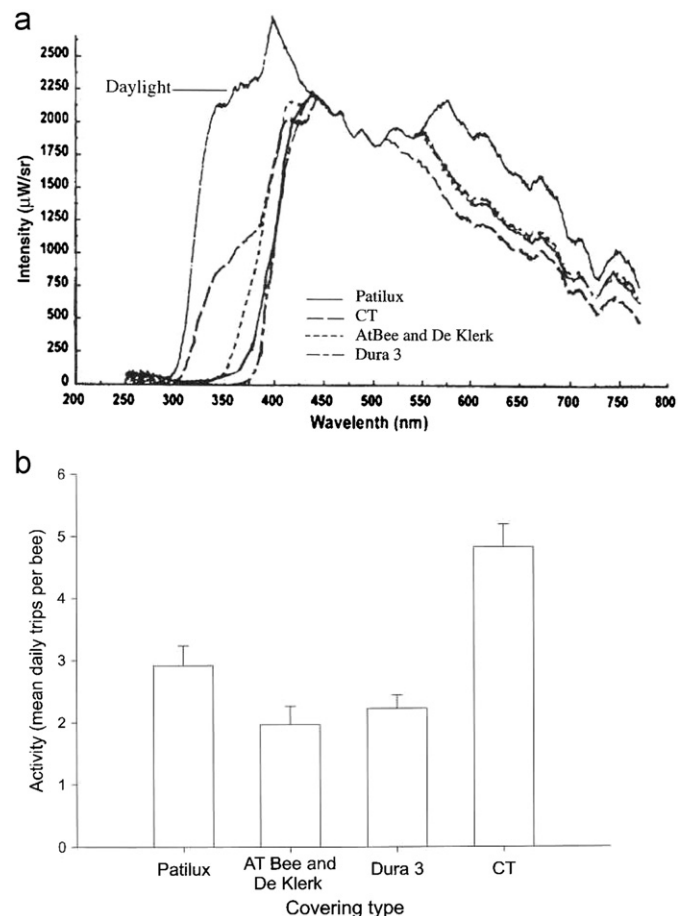 a
2500
2250
2000
1750
1500
1250
1000
750
500
250
0
Daylight
Intensity (µW/sr)
Patilux
CT
AtBee and De Klerk
Dura 3
200 250 300 350 400 450 500 550 600 650 700 750 800
Wavelenth (nm)
b
6
5
4
3
2
1
0
Activity (mean daily trips per bee)
Patilux
AT Bee and
De Klerk
Dura 3
CT
Covering type